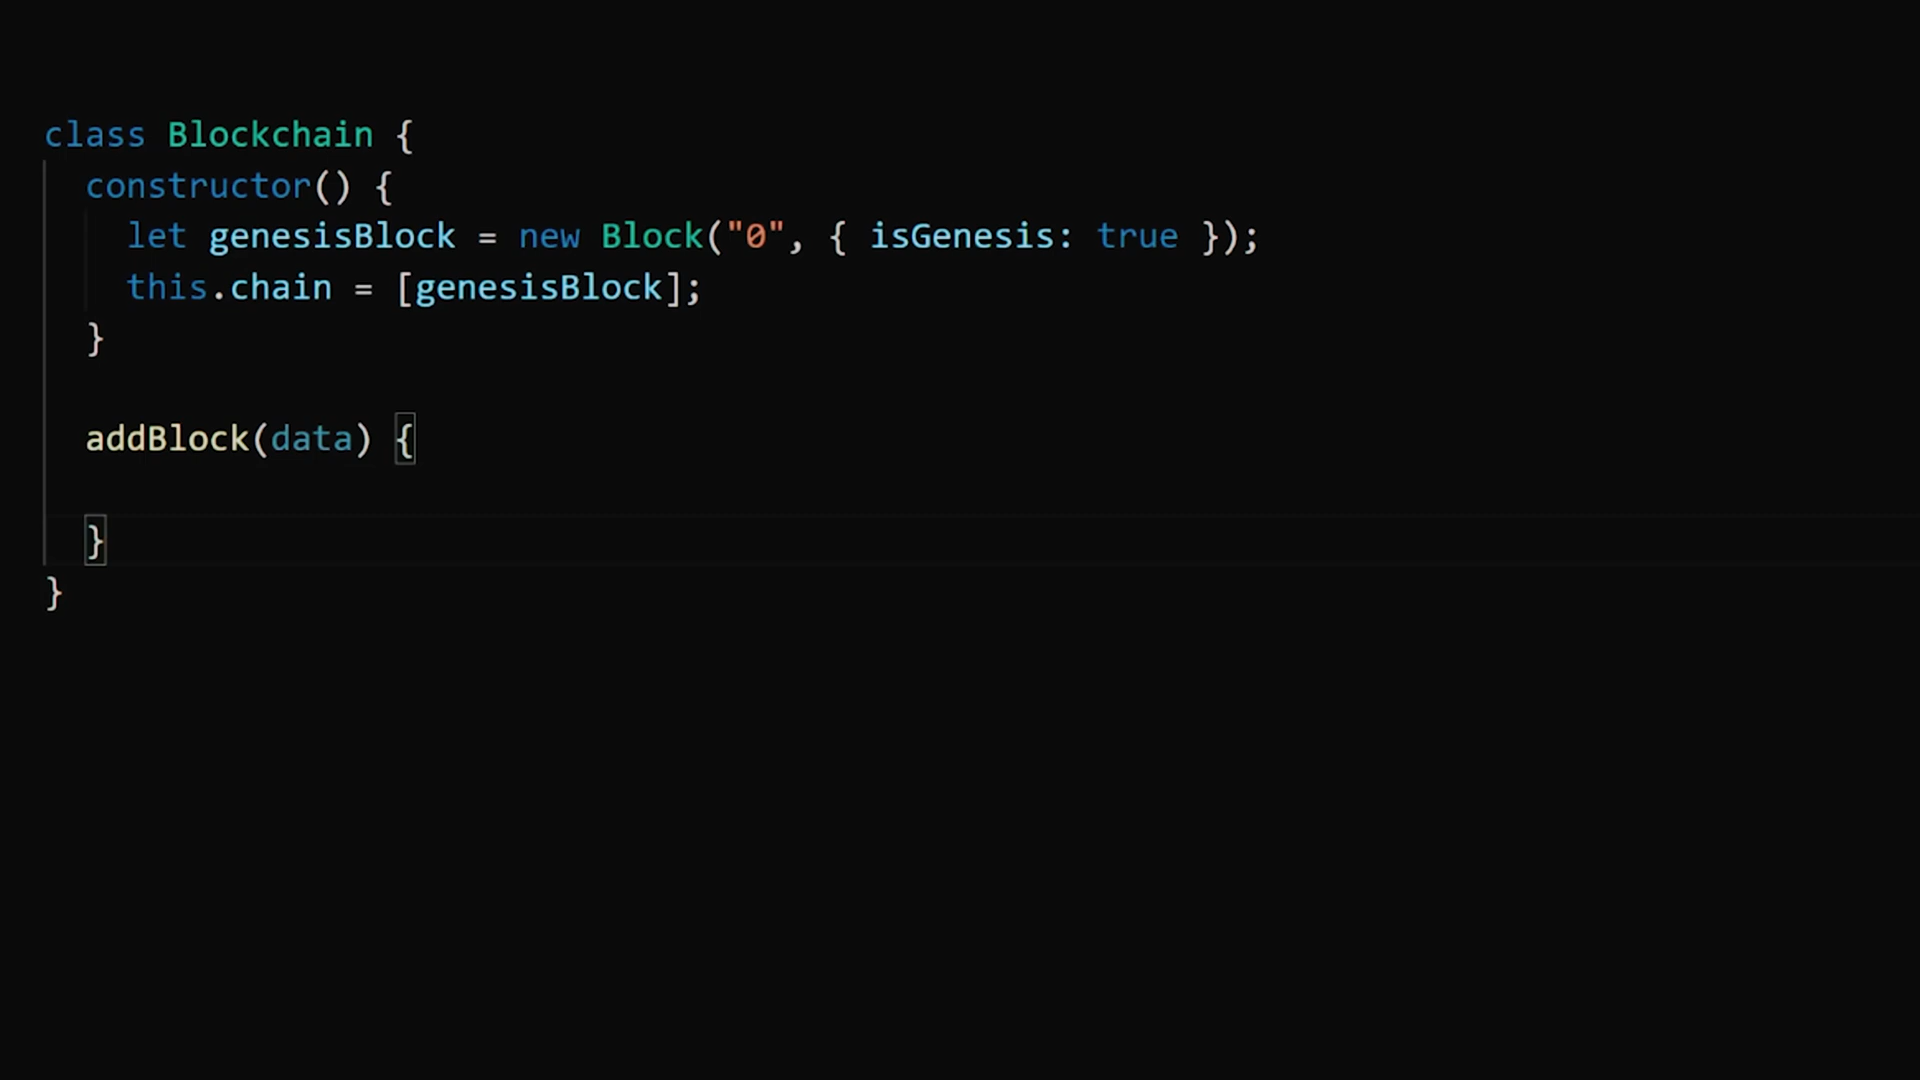 class Blockchain {
constructor() {
let genesisBlock = new Block("0", { isGenesis: true });
this.chain = [genesisBlock];
}
addBlock(data) {
}
}